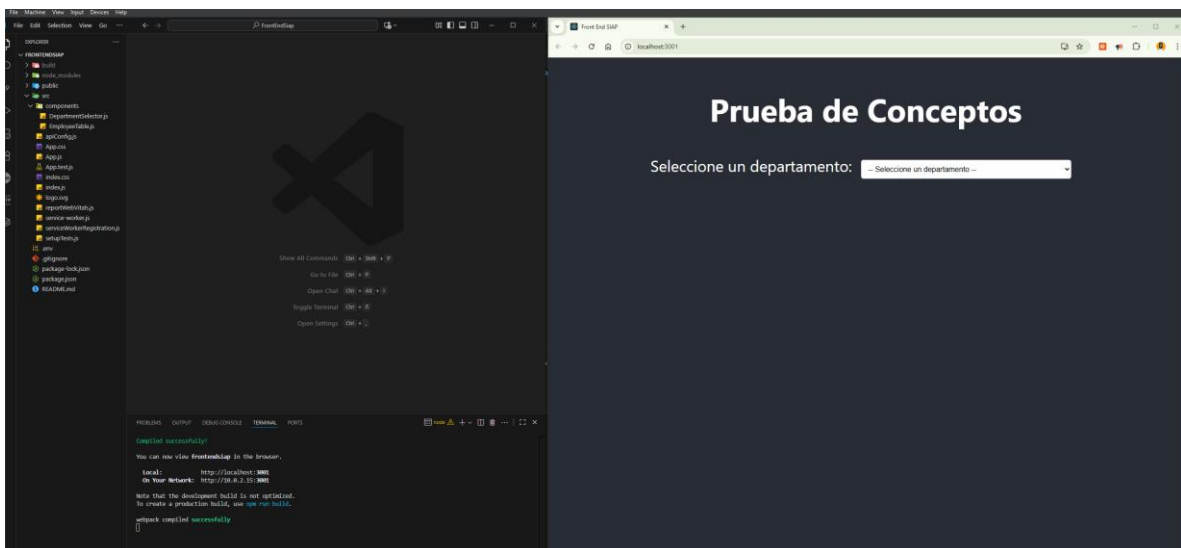 File Machine View Input Devices Help
File Edit Selection View Go ···
FrontEndSiap
EXPLORER ···
FRONTENDSIAP
build
node_modules
public
src
components
DepartmentSelector.js
EmployeeTable.js
apiConfig.js
App.css
App.js
App.test.js
index.css
index.js
logo.svg
reportWebVitals.js
service-worker.js
serviceWorkerRegistration.js
setupTests.js
.env
.gitignore
package-lock.json
package.json
README.md
Show All Commands Ctrl + Shift + P
Go to File Ctrl + P
Open Chat Ctrl + Alt + I
Toggle Terminal Ctrl +
Open Settings Ctrl + ,
PROBLEMS OUTPUT DEBUG CONSOLE TERMINAL PORTS
node
Compiled successfully!
You can now view frontendsiap in the browser.
Local: http://localhost:3001
On Your Network: http://10.0.2.15:3001
Note that the development build is not optimized.
To create a production build, use npm run build.
webpack compiled successfully
Front End SIAP
localhost:3001
Prueba de Conceptos
Seleccione un departamento: -- Seleccione un departamento --